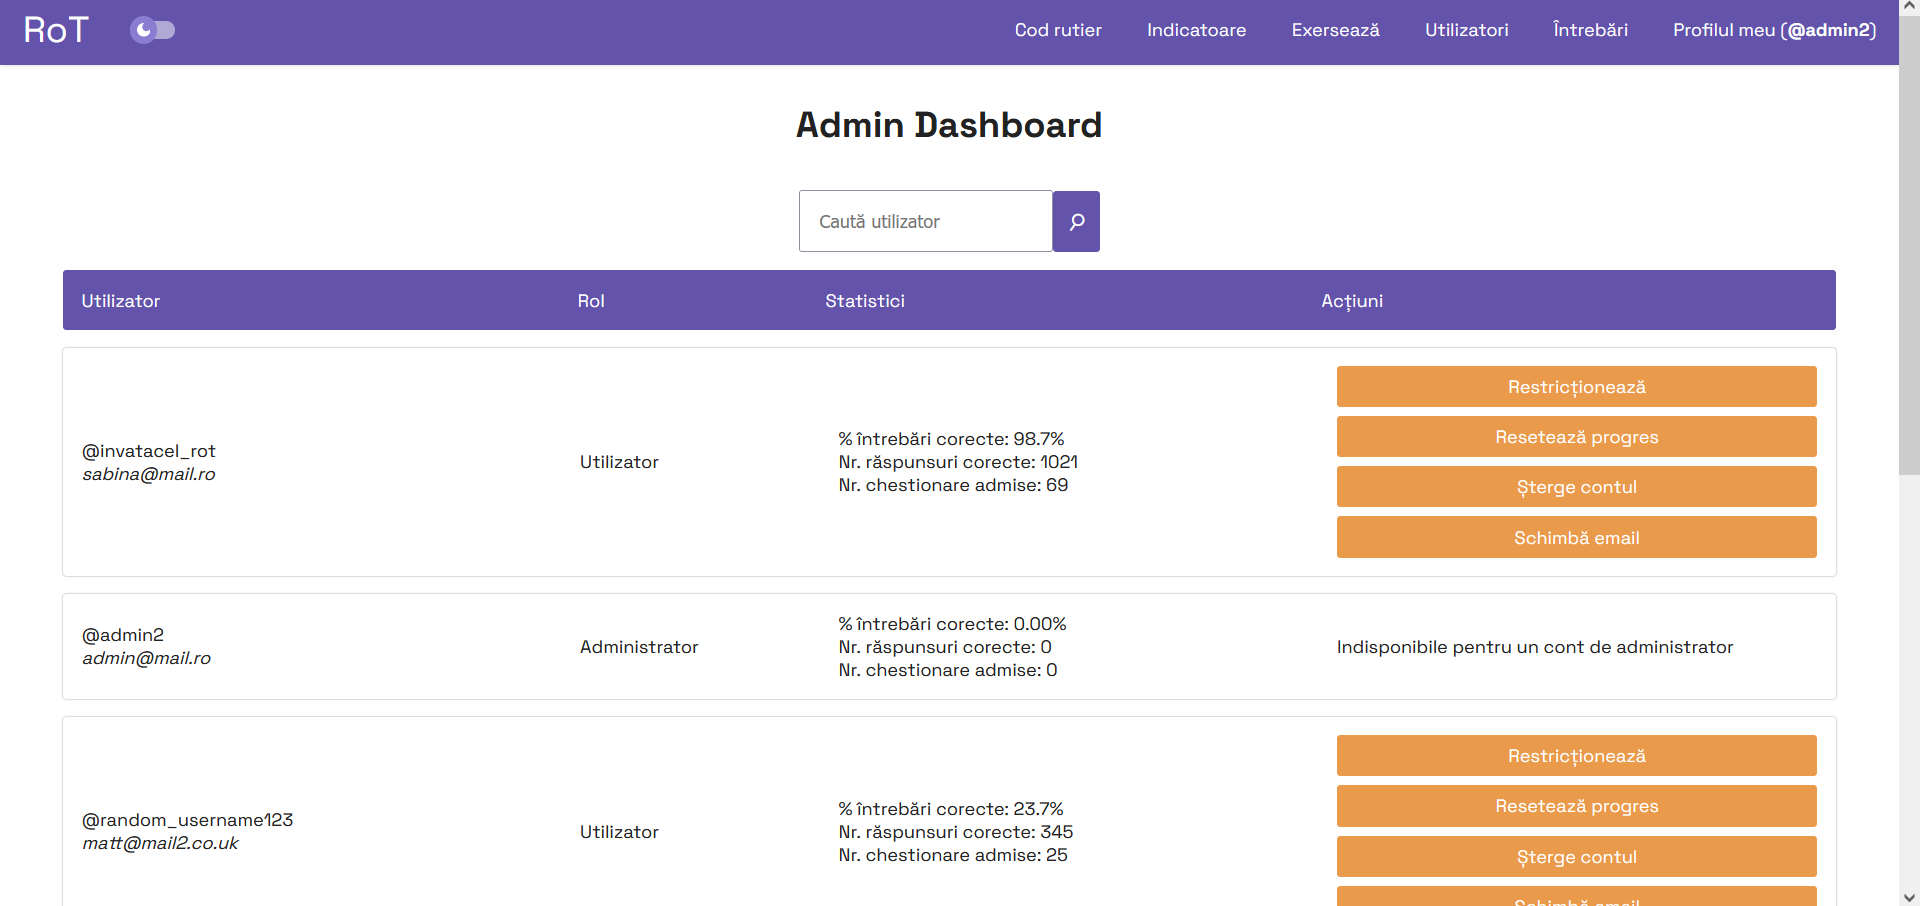 RoT
Cod rutier Indicatoare Exersează Utilizatori Întrebări Profilul meu (@admin2)
Admin Dashboard
Caută utilizator
Utilizator Rol Statistici Acțiuni
@invatacel_rot
sabina@mail.ro
Utilizator
% întrebări corecte: 98.7%
Nr. răspunsuri corecte: 1021
Nr. chestionare admise: 69
Restricționează
Resetează progres
Șterge contul
Schimbă email
@admin2
admin@mail.ro
Administrator
% întrebări corecte: 0.00%
Nr. răspunsuri corecte: 0
Nr. chestionare admise: 0
Indisponibile pentru un cont de administrator
@random_username123
matt@mail2.co.uk
Utilizator
% întrebări corecte: 23.7%
Nr. răspunsuri corecte: 345
Nr. chestionare admise: 25
Restricționează
Resetează progres
Șterge contul
Schimbă email